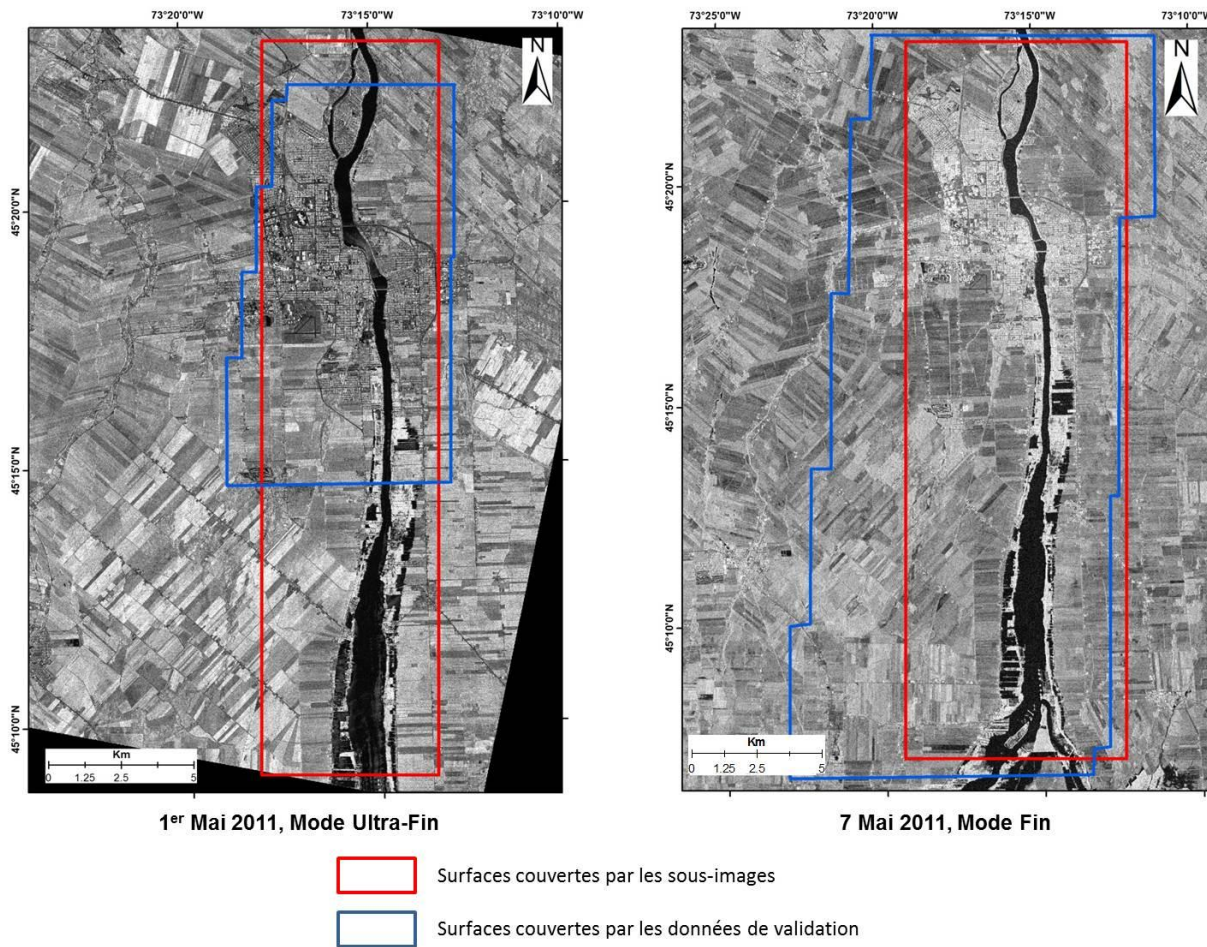 73°20'0"W 73°15'0"W 73°10'0"W
73°25'0"W 73°20'0"W 73°15'0"W 73°10'0"W
N
N
45°20'0"N
45°15'0"N
45°10'0"N
45°20'0"N
45°15'0"N
45°10'0"N
Km
0 1.25 2.5 5
Km
0 1.25 2.5 5
1er Mai 2011, Mode Ultra-Fin
7 Mai 2011, Mode Fin
Surfaces couvertes par les sous-images
Surfaces couvertes par les données de validation